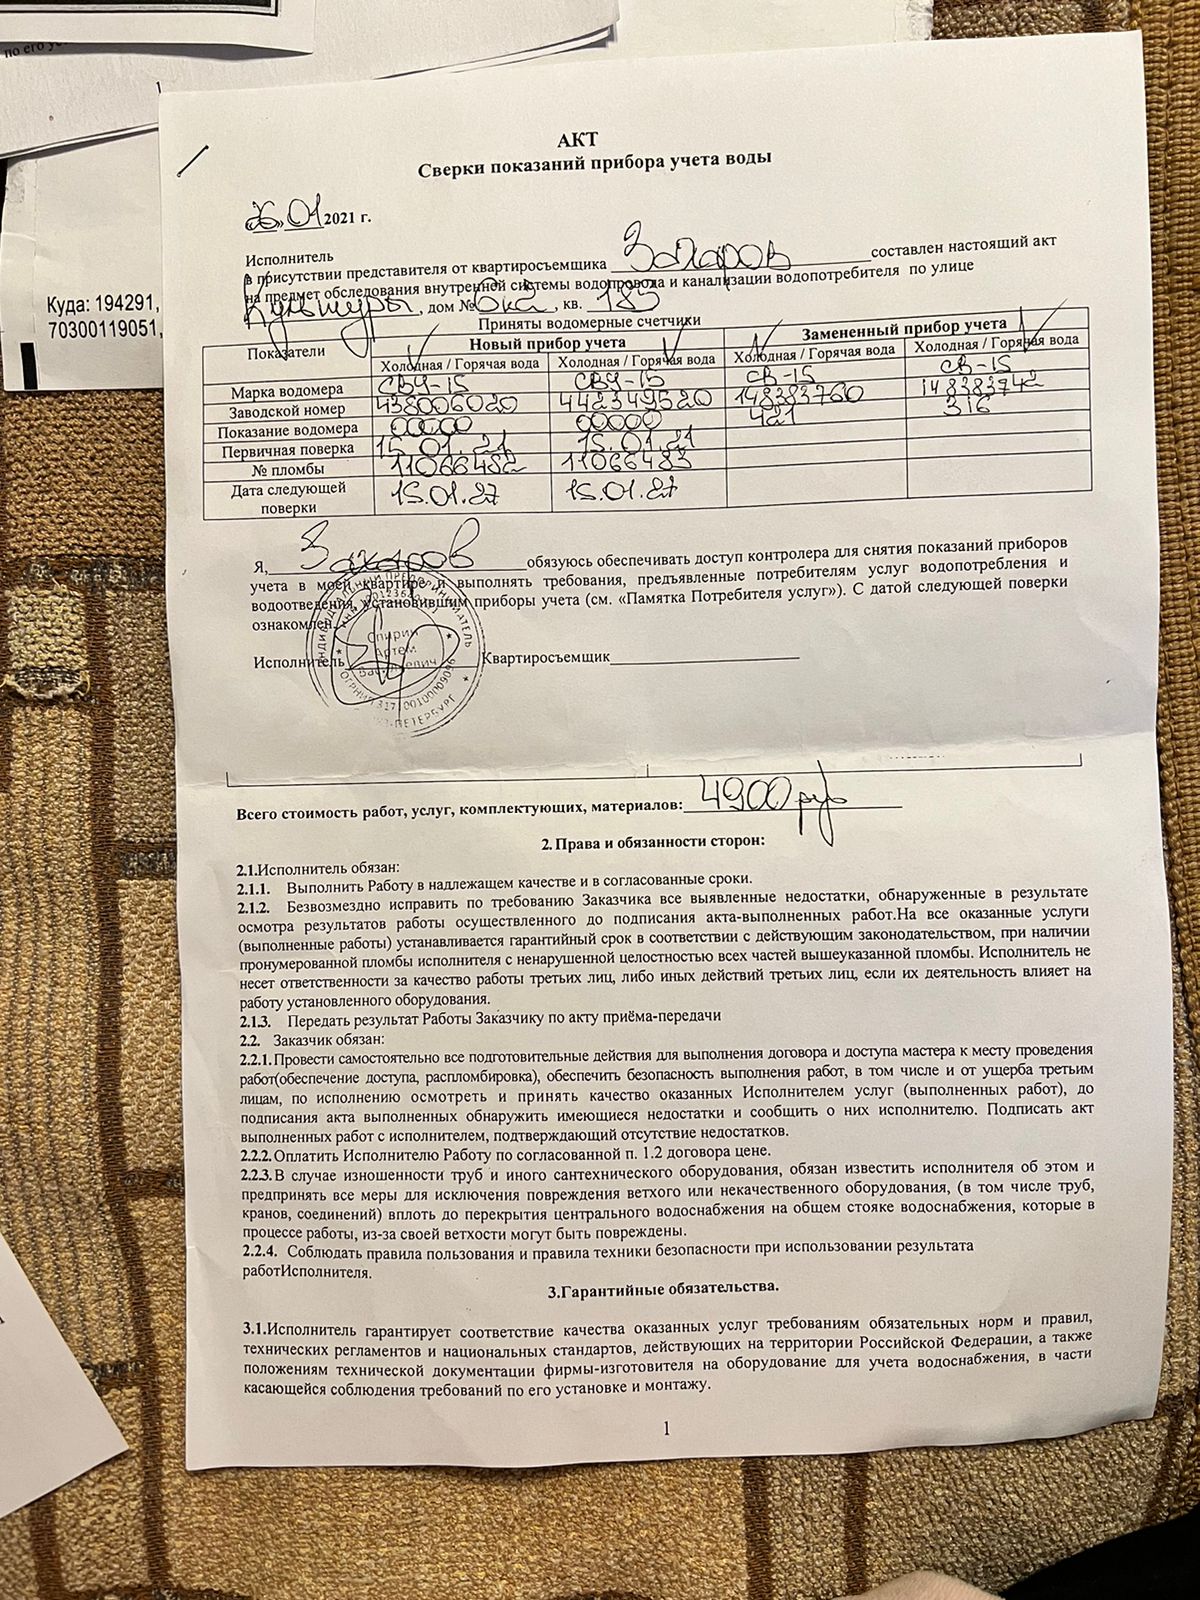 по его
1
Куда: 194291,
70300119051,
АКТ
Сверки показаний прибора учета воды
«26» 01 2021 г.
Исполнитель
в присутствии представителя от квартиросъемщика Захаров составлен настоящий акт
на предмет обследования внутренней системы водопровода и канализации водопотребителя по улице
Культуры, дом № , кв. 185
Приняты водомерные счетчики
Показатели Новый прибор учета Замененный прибор учета
Холодная / Горячая вода Холодная / Горячая вода Холодная / Горячая вода Холодная / Горячая вода
Марка водомера СВУ-15 СВУ-15 СВ-15 СВ-15
Заводской номер 438006020 442349520 148383760 148383742
Показание водомера 00000 00000 421 316
Первичная поверка 15.01.21 15.01.21
№ пломбы 11066482 11066483
Дата следующей поверки 15.01.27 15.01.27
Я, Захаров обязуюсь обеспечивать доступ контролера для снятия показаний приборов
учета в моей квартире и выполнять требования, предъявленные потребителям услуг водопотребления и
водоотведения, установившим приборы учета (см. «Памятка Потребителя услуг»). С датой следующей поверки
ознакомлен.
Исполнитель Квартиросъемщик
ИНДИВИДУАЛЬНЫЙ ПРЕДПРИНИМАТЕЛЬ
Спирин
Артем
Всего стоимость работ, услуг, комплектующих, материалов: 4900 руб
2. Права и обязанности сторон:
2.1.Исполнитель обязан:
2.1.1. Выполнить Работу в надлежащем качестве и в согласованные сроки.
2.1.2. Безвозмездно исправить по требованию Заказчика все выявленные недостатки, обнаруженные в результате
осмотра результатов работы осуществленного до подписания акта-выполненных работ.На все оказанные услуги
(выполненные работы) устанавливается гарантийный срок в соответствии с действующим законодательством, при наличии
пронумерованной пломбы исполнителя с ненарушенной целостностью всех частей вышеуказанной пломбы. Исполнитель не
несет ответственности за качество работы третьих лиц, либо иных действий третьих лиц, если их деятельность влияет на
работу установленного оборудования.
2.1.3. Передать результат Работы Заказчику по акту приёма-передачи
2.2. Заказчик обязан:
2.2.1. Провести самостоятельно все подготовительные действия для выполнения договора и доступа мастера к месту проведения
работ(обеспечение доступа, распломбировка), обеспечить безопасность выполнения работ, в том числе и от ущерба третьим
лицам, по исполнению осмотреть и принять качество оказанных Исполнителем услуг (выполненных работ), до
подписания акта выполненных обнаружить имеющиеся недостатки и сообщить о них исполнителю. Подписать акт
выполненных работ с исполнителем, подтверждающий отсутствие недостатков.
2.2.2. Оплатить Исполнителю Работу по согласованной п. 1.2 договора цене.
2.2.3. В случае изношенности труб и иного сантехнического оборудования, обязан известить исполнителя об этом и
предпринять все меры для исключения повреждения ветхого или некачественного оборудования, (в том числе труб,
кранов, соединений) вплоть до перекрытия центрального водоснабжения на общем стояке водоснабжения, которые в
процессе работы, из-за своей ветхости могут быть повреждены.
2.2.4. Соблюдать правила пользования и правила техники безопасности при использовании результата
работИсполнителя.
3.Гарантийные обязательства.
3.1.Исполнитель гарантирует соответствие качества оказанных услуг требованиям обязательных норм и правил,
технических регламентов и национальных стандартов, действующих на территории Российской Федерации, а также
положениям технической документации фирмы-изготовителя на оборудование для учета водоснабжения, в части
касающейся соблюдения требований по его установке и монтажу.
1